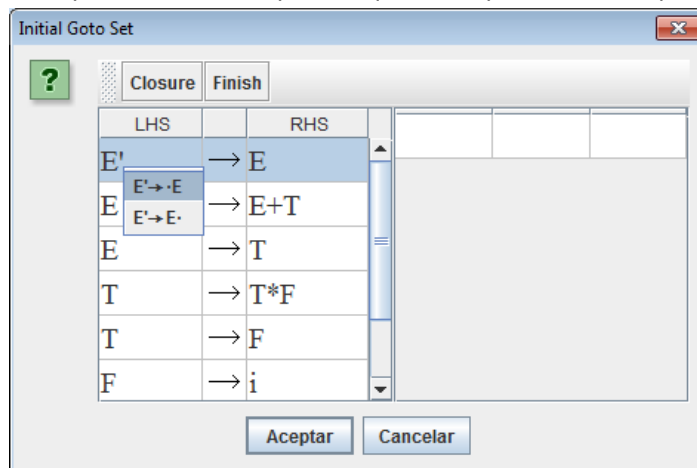 Initial Goto Set
? Closure Finish
LHS RHS
E' → E
E'→·E
E → E+T
E'→E·
E → T
T → T*F
T → F
F → i
Aceptar Cancelar